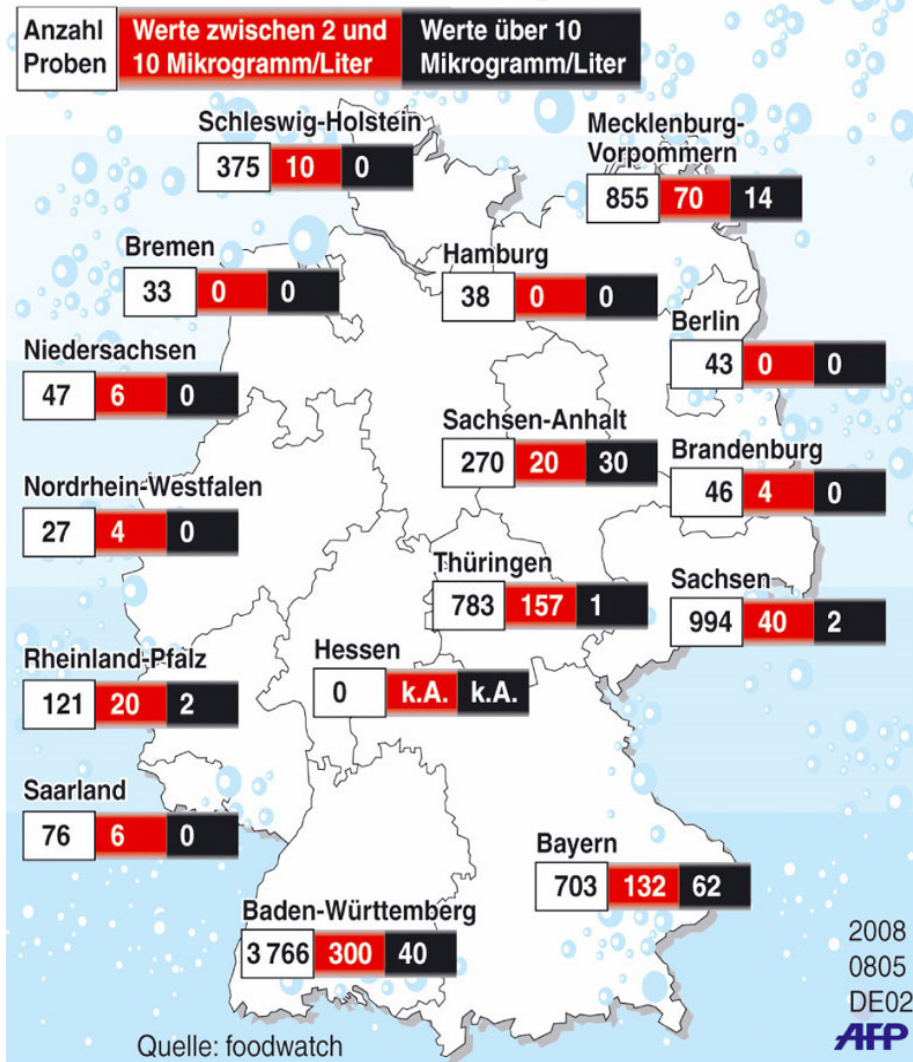 Anzahl
Proben
Werte zwischen 2 und
10 Mikrogramm/Liter
Werte über 10
Mikrogramm/Liter
Schleswig-Holstein
375 10 0
Mecklenburg-
Vorpommern
855 70 14
Bremen
33 0 0
Hamburg
38 0 0
Berlin
43 0 0
Niedersachsen
47 6 0
Sachsen-Anhalt
270 20 30
Brandenburg
46 4 0
Nordrhein-Westfalen
27 4 0
Thüringen
783 157 1
Sachsen
994 40 2
Rheinland-Pfalz
121 20 2
Hessen
0 k.A. k.A.
Saarland
76 6 0
Bayern
703 132 62
Baden-Württemberg
3 766 300 40
2008
0805
DE02
AFP
Quelle: foodwatch